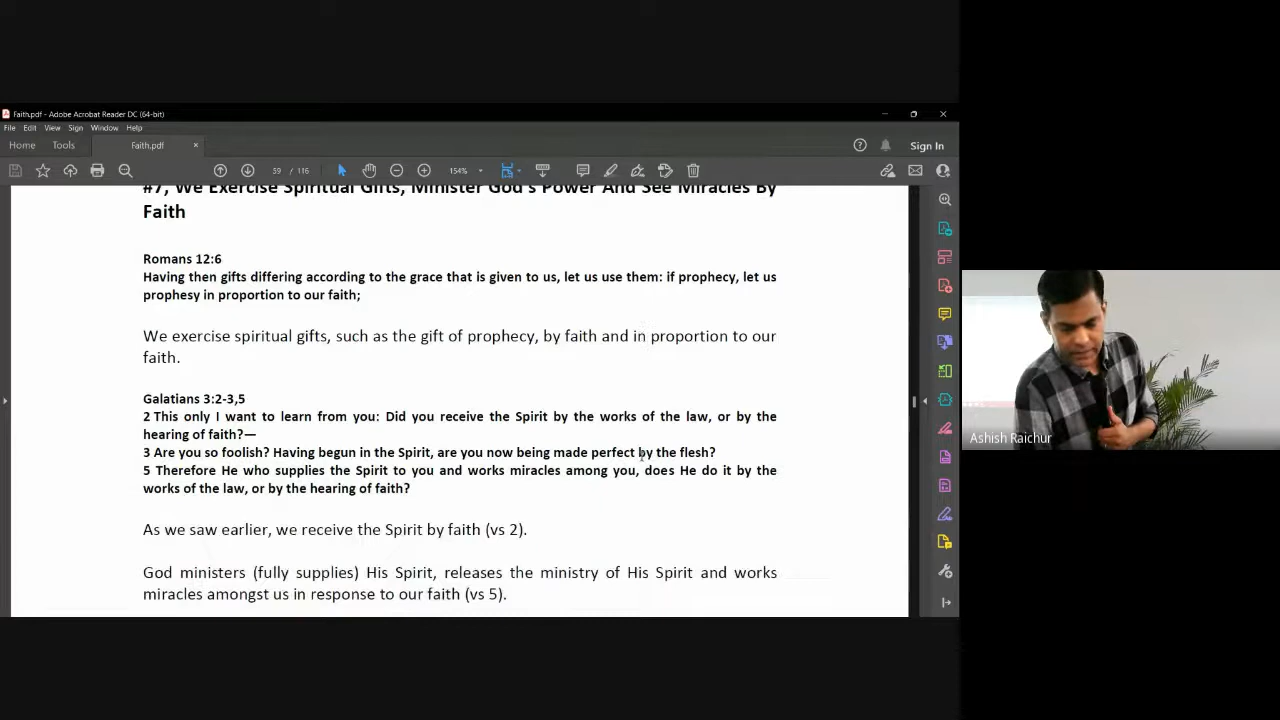 Faith.pdf - Adobe Acrobat Reader DC (64-bit)
File Edit View Sign Window Help
Home Tools Faith.pdf × Sign In
39 / 116 154%
#7, We Exercise Spiritual Gifts, Minister God's Power And See Miracles By
Faith
Romans 12:6
Having then gifts differing according to the grace that is given to us, let us use them: if prophecy, let us
prophesy in proportion to our faith;
We exercise spiritual gifts, such as the gift of prophecy, by faith and in proportion to our
faith.
Galatians 3:2-3,5
2 This only I want to learn from you: Did you receive the Spirit by the works of the law, or by the
hearing of faith?—
3 Are you so foolish? Having begun in the Spirit, are you now being made perfect by the flesh?
5 Therefore He who supplies the Spirit to you and works miracles among you, does He do it by the
works of the law, or by the hearing of faith?
As we saw earlier, we receive the Spirit by faith (vs 2).
God ministers (fully supplies) His Spirit, releases the ministry of His Spirit and works
miracles amongst us in response to our faith (vs 5).
Ashish Raichur